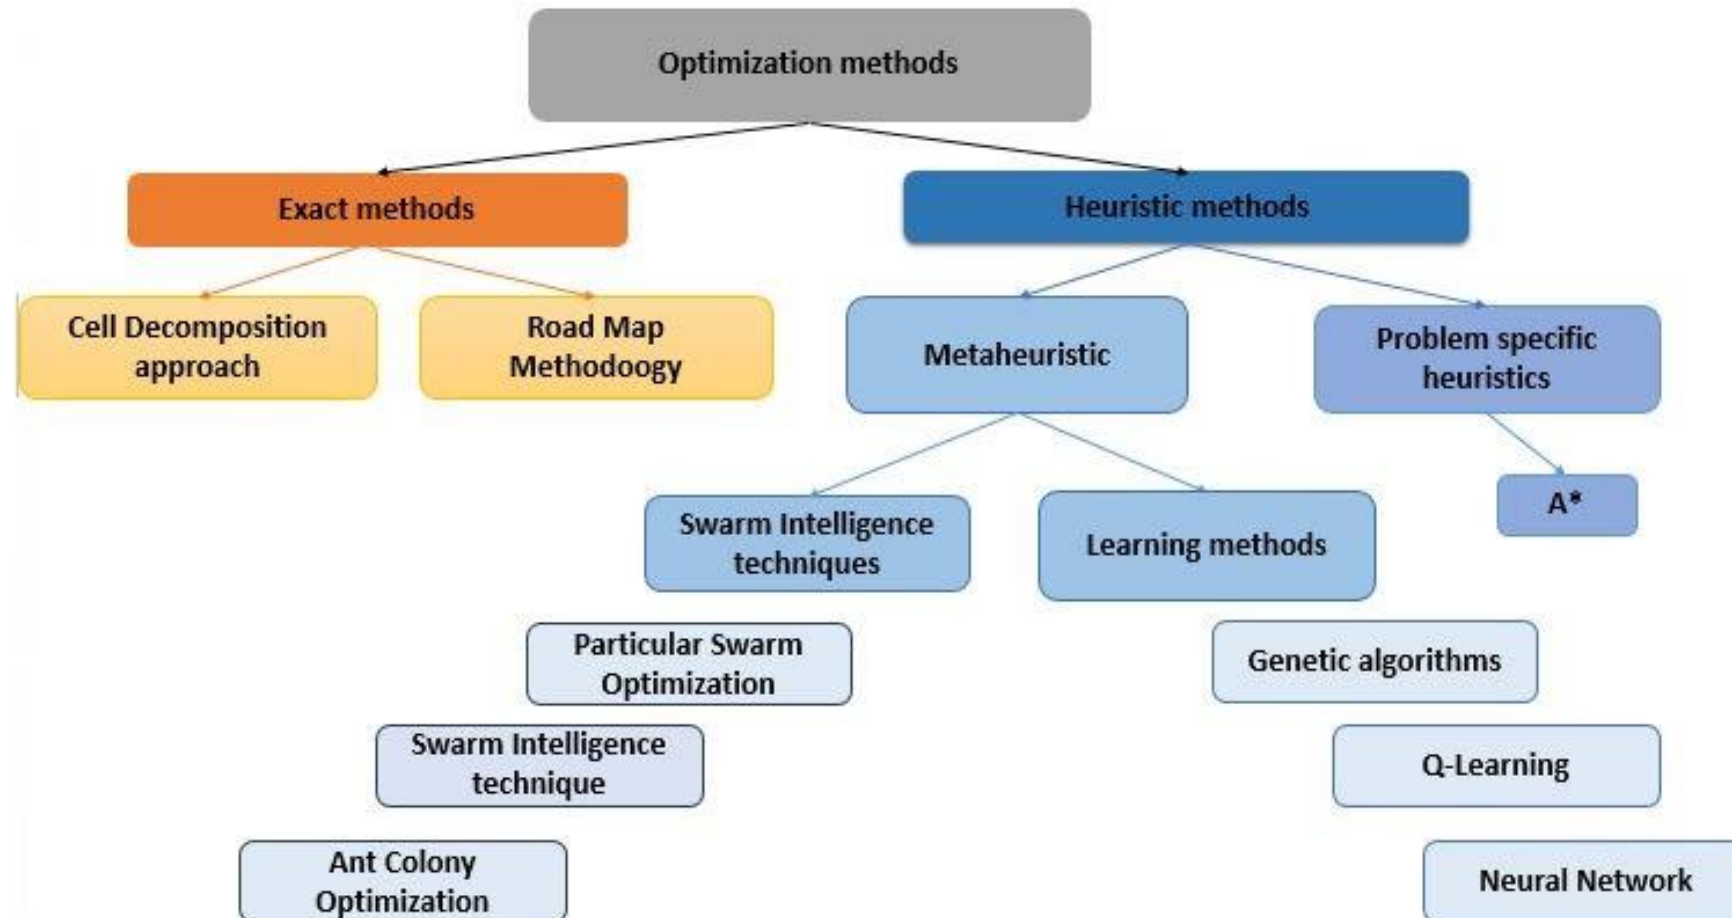 Optimization methods
Exact methods
Heuristic methods
Cell Decomposition
approach
Road Map
Methodoogy
Metaheuristic
Problem specific
heuristics
Swarm Intelligence
techniques
Learning methods
A*
Particular Swarm
Optimization
Genetic algorithms
Swarm Intelligence
technique
Q-Learning
Ant Colony
Optimization
Neural Network